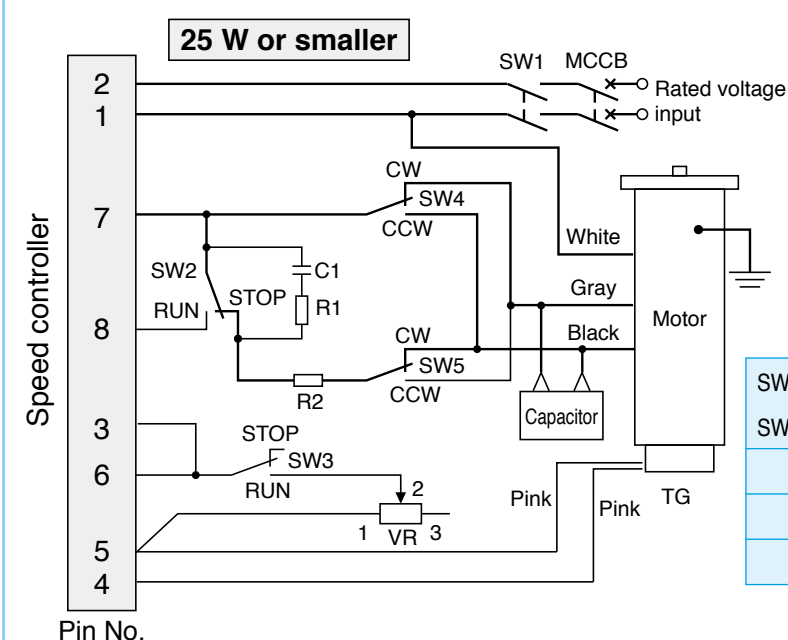 25 W or smaller
SW1 MCCB
2
Rated voltage
1
input
CW
7
SW4
CCW
White
SW2
C1
Gray
RUN
STOP
R1
8
Black
Motor
CW
SW5
CCW
R2
Capacitor
SW
SW
3
STOP
SW3
6
RUN
2
Pink
Pink
TG
1 VR 3
5
4
Speed controller
Pin No.